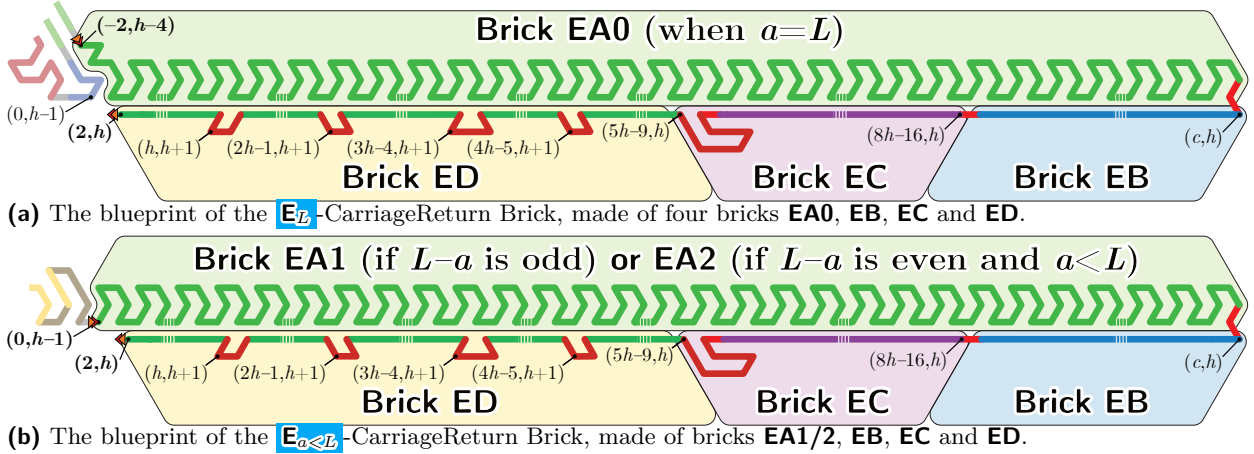 (−2,h−4)
Brick EA0 (when a=L)
(0,h−1)
(2,h)
(h,h+1)
(2h−1,h+1)
(3h−4,h+1)
(4h−5,h+1)
(5h−9,h)
(8h−16,h)
(c,h)
Brick ED
Brick EC
Brick EB
(a) The blueprint of the E_L-CarriageReturn Brick, made of four bricks EA0, EB, EC and ED.
Brick EA1 (if L−a is odd) or EA2 (if L−a is even and a<L)
(0,h−1)
(2,h)
(h,h+1)
(2h−1,h+1)
(3h−4,h+1)
(4h−5,h+1)
(5h−9,h)
(8h−16,h)
(c,h)
Brick ED
Brick EC
Brick EB
(b) The blueprint of the E_{a<L}-CarriageReturn Brick, made of bricks EA1/2, EB, EC and ED.